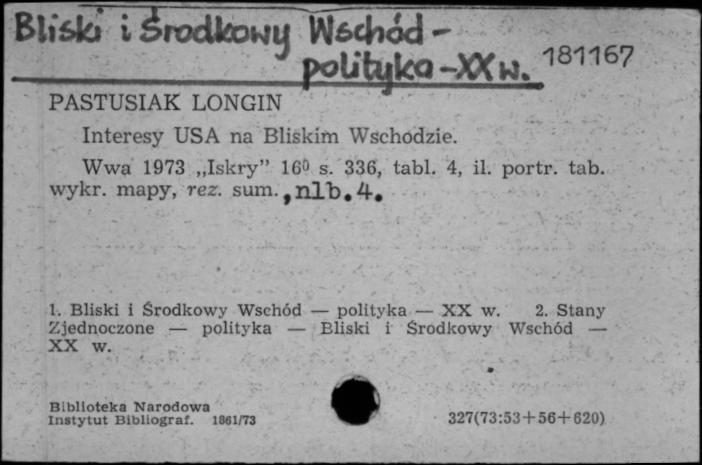 Bliski i Środkowy Wschód -
polityka - XX w. 181167
PASTUSIAK LONGIN
Interesy USA na Bliskim Wschodzie.
Wwa 1973 „Iskry” 16⁰ s. 336, tabl. 4, il. portr. tab.
wykr. mapy, rez. sum., nlb. 4.
1. Bliski i Środkowy Wschód — polityka — XX w. 2. Stany
Zjednoczone — polityka — Bliski i Środkowy Wschód —
XX w.
Biblioteka Narodowa
Instytut Bibliograf. 1861/73
327(73:53+56+620)